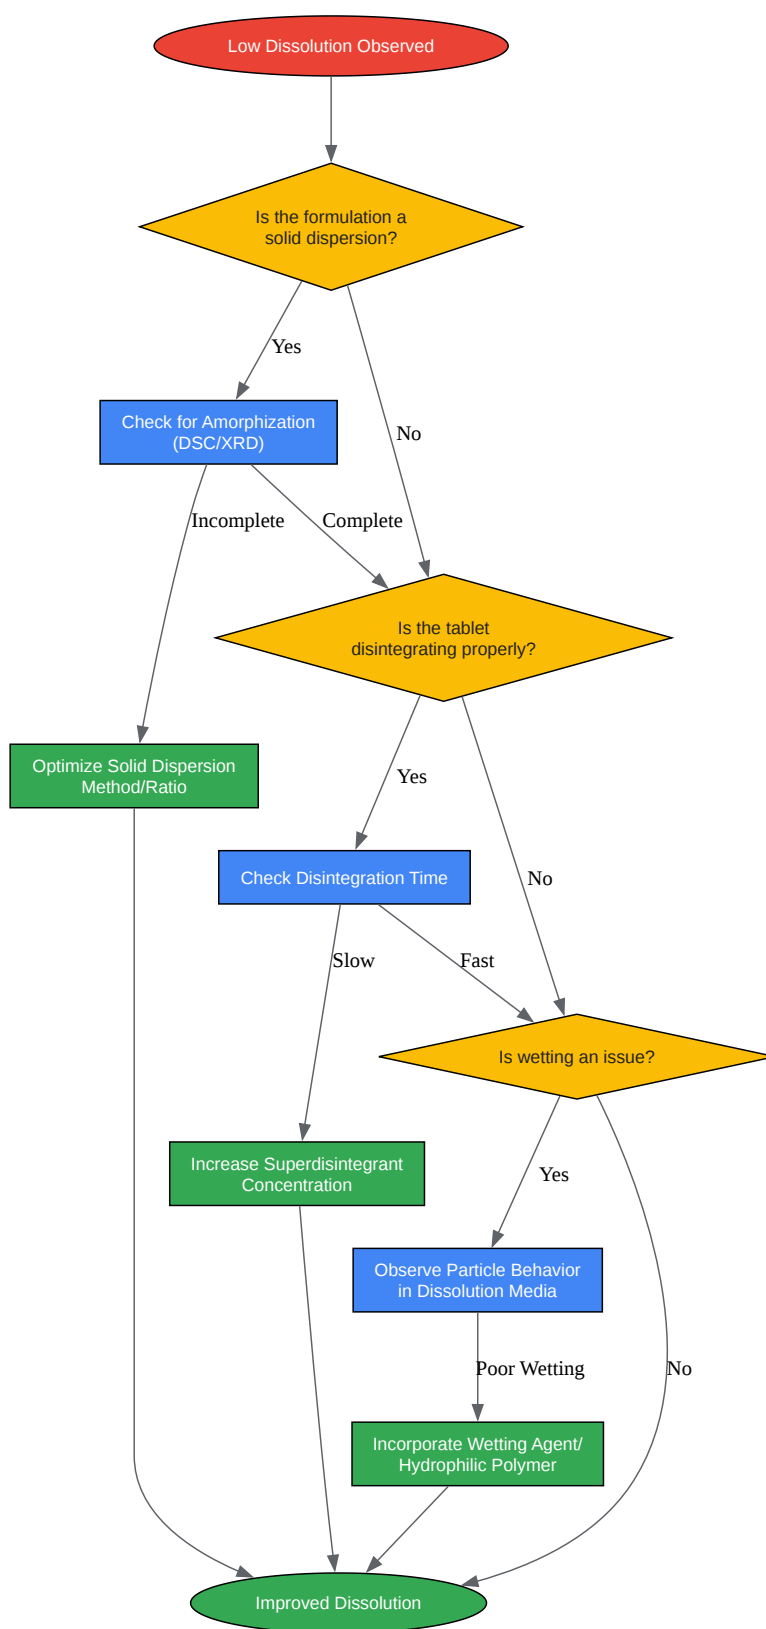 Low Dissolution Observed
Is the formulation a
solid dispersion?
Yes
Check for Amorphization
(DSC/XRD)
No
Incomplete
Complete
Is the tablet
disintegrating properly?
Optimize Solid Dispersion
Method/Ratio
Yes
Check Disintegration Time
No
Slow
Fast
Is wetting an issue?
Increase Superdisintegrant
Concentration
Yes
Observe Particle Behavior
in Dissolution Media
Poor Wetting
No
Incorporate Wetting Agent/
Hydrophilic Polymer
Improved Dissolution